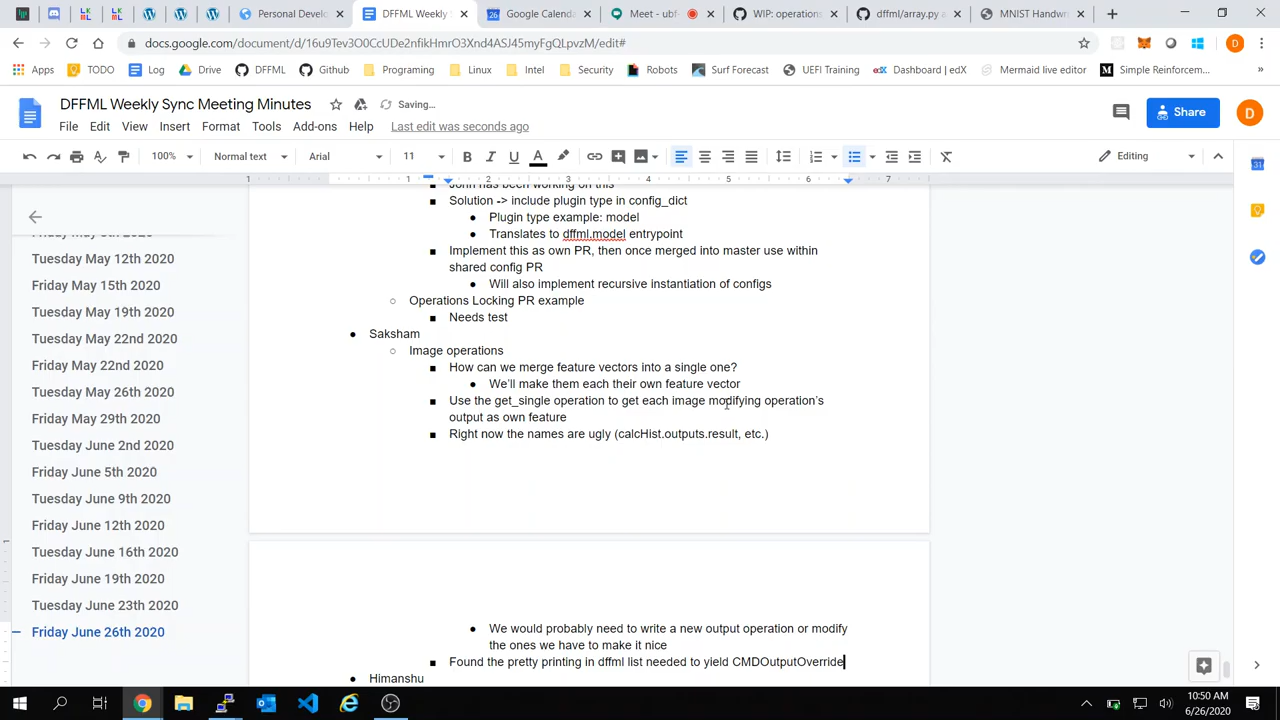 Personal Devel
DFFML Weekly S
Google Calenda
Meet - ubf-
WIP: operation
dffml/array.py a
MNIST Handwr
docs.google.com/document/d/16u9Tev3O0CcUDe2nfikHmrO3Xnd4ASJ45myFgQLpvzM/edit#
Apps
TODO
Log
Drive
DFFML
Github
Programing
Linux
Intel
Security
Robots
Surf Forecast
UEFI Training
Dashboard | edX
Mermaid live editor
Simple Reinforcem...
DFFML Weekly Sync Meeting Minutes
Saving...
File Edit View Insert Format Tools Add-ons Help Last edit was seconds ago
Share
D
100%
Normal text
Arial
11
Editing
1 1 2 3 4 5 6 7
Tuesday May 12th 2020
Friday May 15th 2020
Tuesday May 19th 2020
Tuesday May 22nd 2020
Friday May 22nd 2020
Tuesday May 26th 2020
Friday May 29th 2020
Tuesday June 2nd 2020
Friday June 5th 2020
Tuesday June 9th 2020
Friday June 12th 2020
Tuesday June 16th 2020
Friday June 19th 2020
Tuesday June 23th 2020
Friday June 26th 2020
John has been working on this
Solution -> include plugin type in config_dict
Plugin type example: model
Translates to dffml.model entrypoint
Implement this as own PR, then once merged into master use within
shared config PR
Will also implement recursive instantiation of configs
Operations Locking PR example
Needs test
Saksham
Image operations
How can we merge feature vectors into a single one?
We'll make them each their own feature vector
Use the get_single operation to get each image modifying operation's
output as own feature
Right now the names are ugly (calcHist.outputs.result, etc.)
We would probably need to write a new output operation or modify
the ones we have to make it nice
Found the pretty printing in dffml list needed to yield CMDOutputOverride
Himanshu
10:50 AM
6/26/2020